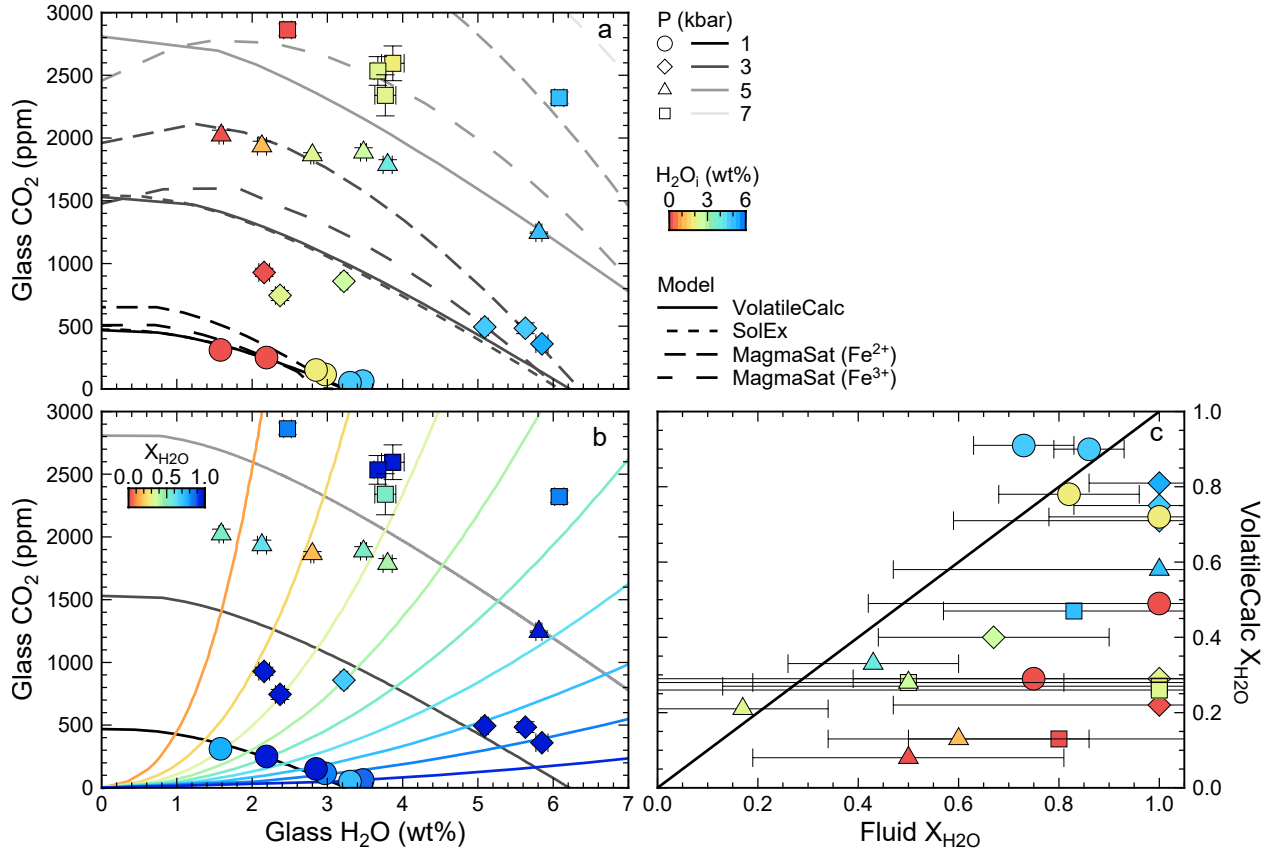 3000
2500
2000
1500
1000
500
0
Glass CO₂ (ppm)
a
P (kbar)
1
3
5
7
H₂Oᵢ (wt%)
0 3 6
Model
VolatileCalc
SolEx
MagmaSat (Fe²⁺)
MagmaSat (Fe³⁺)
3000
2500
2000
1500
1000
500
0
Glass CO₂ (ppm)
b
X_H2O
0.0 0.5 1.0
0 1 2 3 4 5 6 7
Glass H₂O (wt%)
c
1.0
0.8
0.6
0.4
0.2
0.0
VolatileCalc X_H2O
0.0 0.2 0.4 0.6 0.8 1.0
Fluid X_H2O